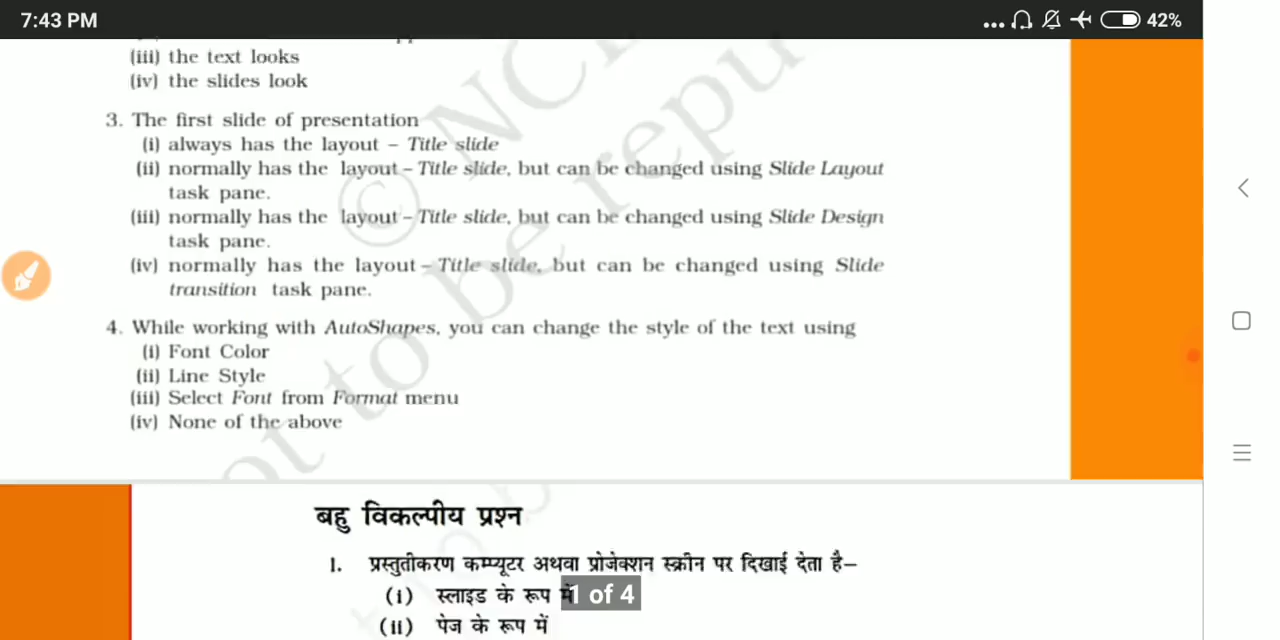 7:43 PM
42%
(iii) the text looks
(iv) the slides look
3. The first slide of presentation
(i) always has the layout – Title slide
(ii) normally has the layout – Title slide, but can be changed using Slide Layout
task pane.
(iii) normally has the layout – Title slide, but can be changed using Slide Design
task pane.
(iv) normally has the layout – Title slide, but can be changed using Slide
transition task pane.
4. While working with AutoShapes, you can change the style of the text using
(i) Font Color
(ii) Line Style
(iii) Select Font from Format menu
(iv) None of the above
© NC
not to be repu
बहु विकल्पीय प्रश्न
1. प्रस्तुतीकरण कम्प्यूटर अथवा प्रोजेक्शन स्क्रीन पर दिखाई देता है–
(i) स्लाइड के रूप में
1 of 4
(ii) पेज के रूप में